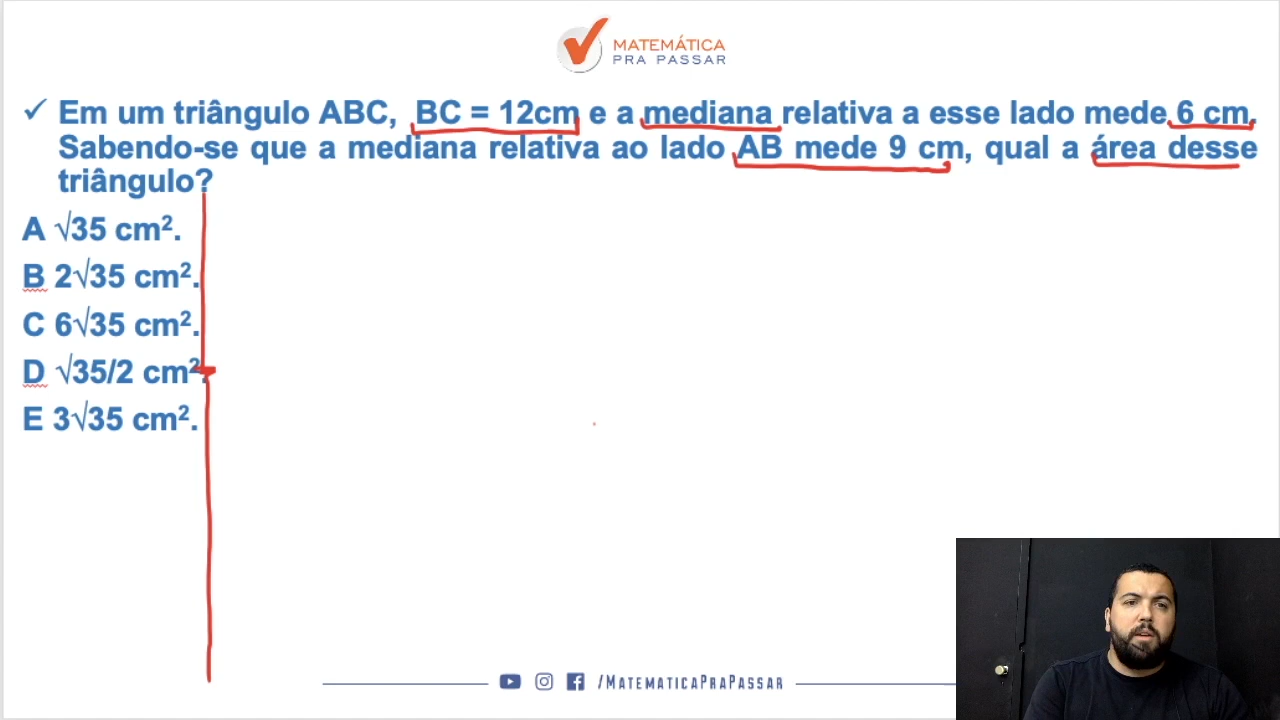 MATEMÁTICA
PRA PASSAR
✓ Em um triângulo ABC, BC = 12cm e a mediana relativa a esse lado mede 6 cm.
Sabendo-se que a mediana relativa ao lado AB mede 9 cm, qual a área desse
triângulo?
A √35 cm².
B 2√35 cm².
C 6√35 cm².
D √35/2 cm².
E 3√35 cm².
/MATEMATICAPRAPASSAR